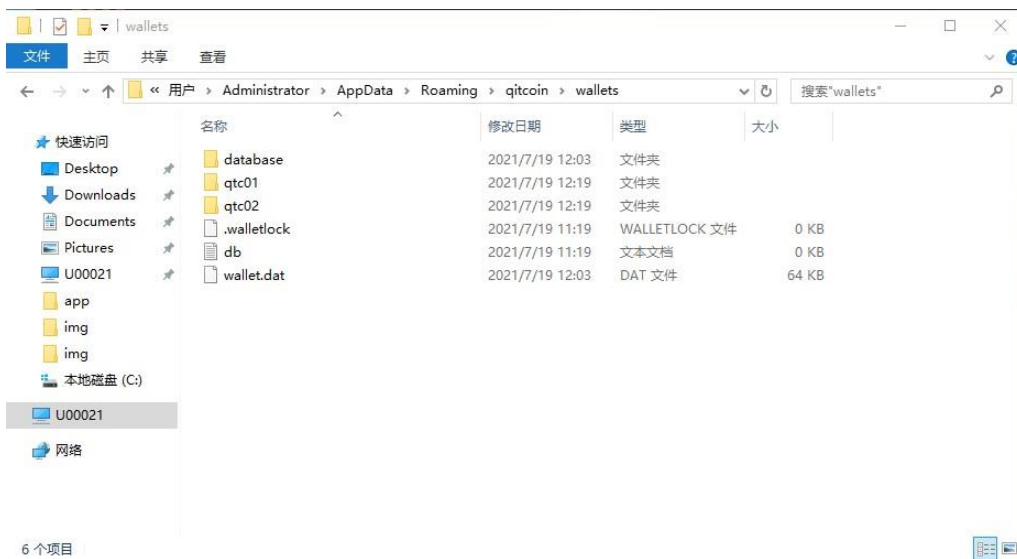 wallets
文件 主页 共享 查看
« 用户 › Administrator › AppData › Roaming › qitcoin › wallets 搜索"wallets"
名称 修改日期 类型 大小
快速访问
Desktop
Downloads
Documents
Pictures
U00021
app
img
img
本地磁盘 (C:)
U00021
网络
database 2021/7/19 12:03 文件夹
qtc01 2021/7/19 12:19 文件夹
qtc02 2021/7/19 12:19 文件夹
.walletlock 2021/7/19 11:19 WALLETLOCK 文件 0 KB
db 2021/7/19 11:19 文本文档 0 KB
wallet.dat 2021/7/19 12:03 DAT 文件 64 KB
6 个项目